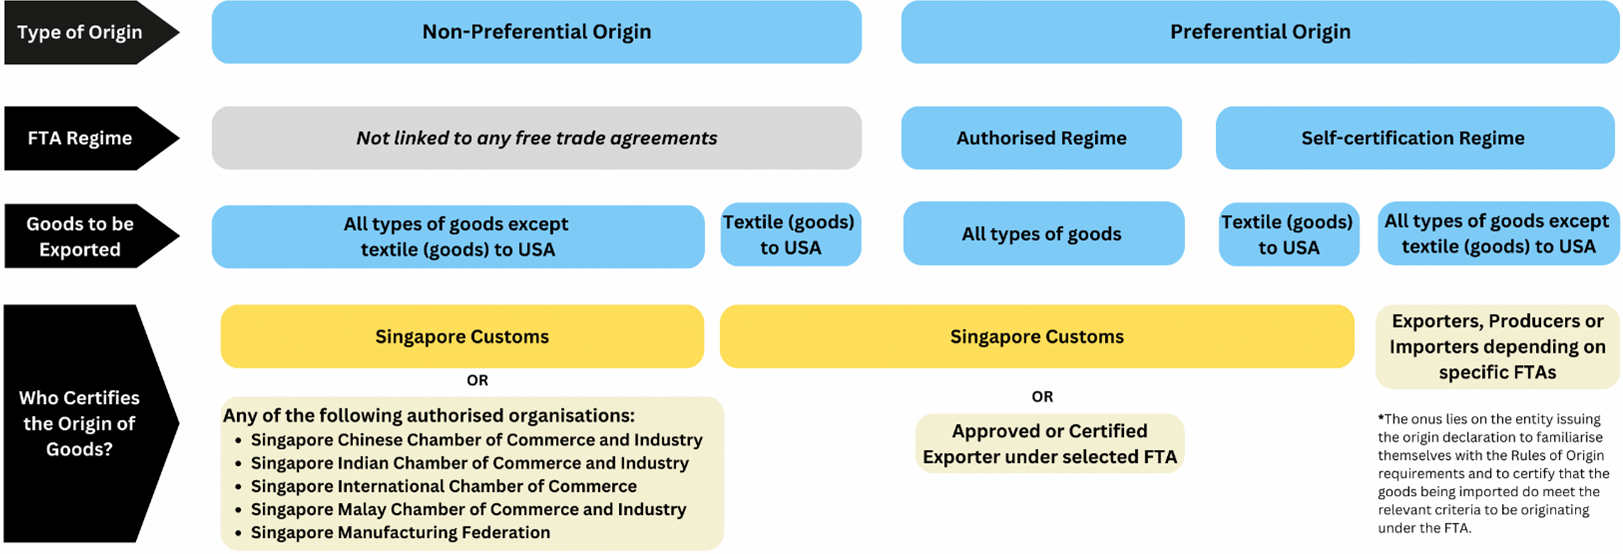 Type of Origin
Non-Preferential Origin
Preferential Origin
FTA Regime
Not linked to any free trade agreements
Authorised Regime
Self-certification Regime
Goods to be
Exported
All types of goods except
textile (goods) to USA
Textile (goods)
to USA
All types of goods
Textile (goods)
to USA
All types of goods except
textile (goods) to USA
Who Certifies
the Origin of
Goods?
Singapore Customs
OR
Any of the following authorised organisations:
• Singapore Chinese Chamber of Commerce and Industry
• Singapore Indian Chamber of Commerce and Industry
• Singapore International Chamber of Commerce
• Singapore Malay Chamber of Commerce and Industry
• Singapore Manufacturing Federation
Singapore Customs
OR
Approved or Certified
Exporter under selected FTA
Exporters, Producers or
Importers depending on
specific FTAs
*The onus lies on the entity issuing
the origin declaration to familiarise
themselves with the Rules of Origin
requirements and to certify that the
goods being imported do meet the
relevant criteria to be originating
under the FTA.